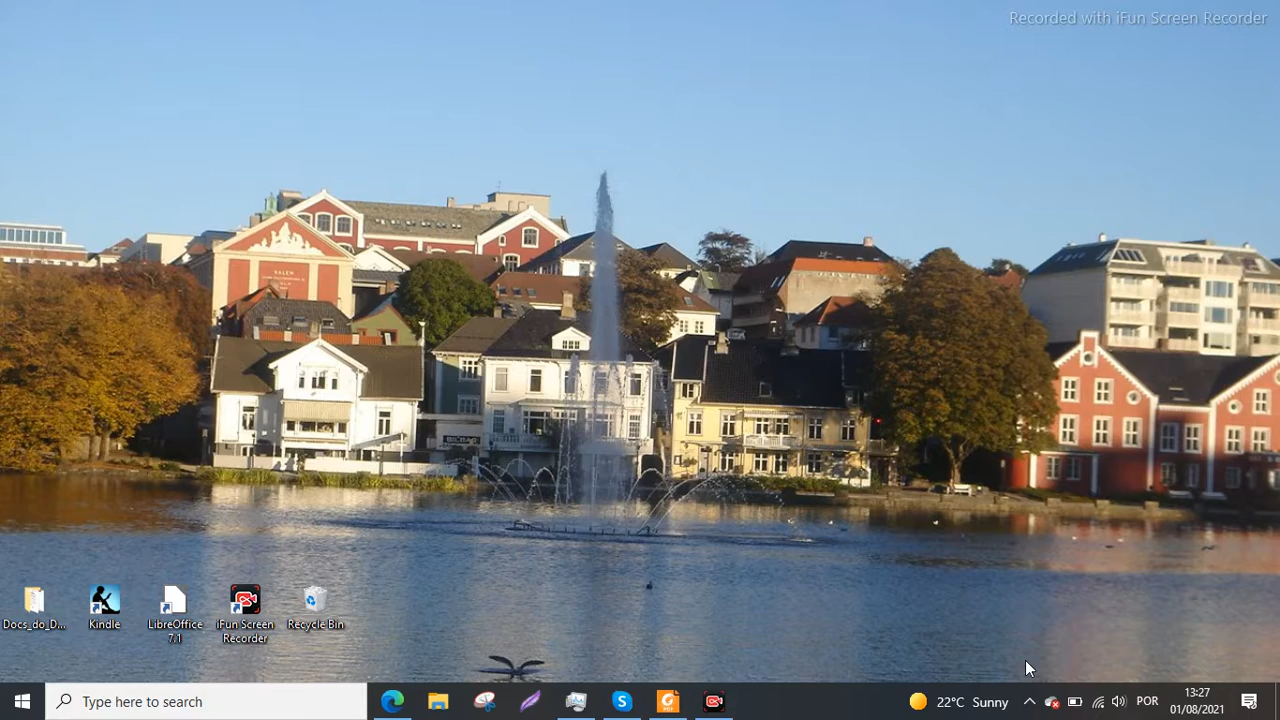 Recorded with iFun Screen Recorder
Docs_do_D...
Kindle
LibreOffice
7.1
iFun Screen
Recorder
Recycle Bin
Type here to search
22°C Sunny
POR
13:27
01/08/2021